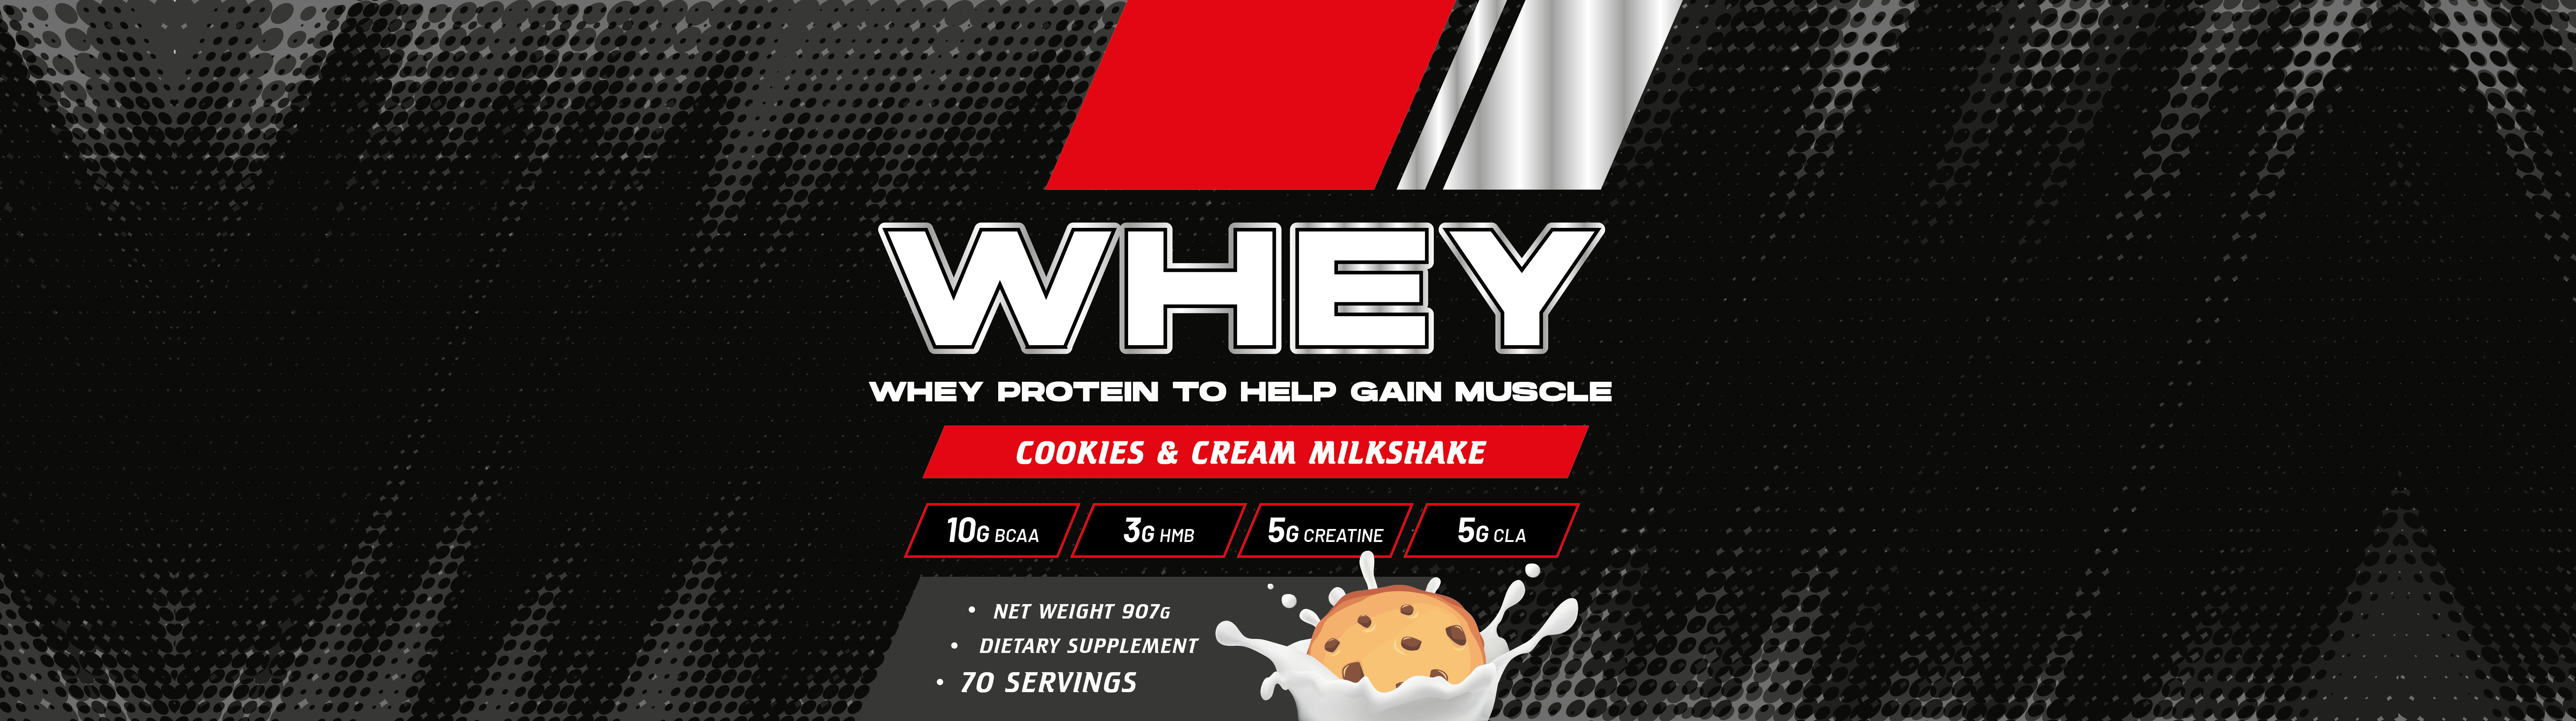 WHEY
WHEY PROTEIN TO HELP GAIN MUSCLE
COOKIES & CREAM MILKSHAKE
10G BCAA
3G HMB
5G CREATINE
5G CLA
• NET WEIGHT 907G
• DIETARY SUPPLEMENT
• 70 SERVINGS